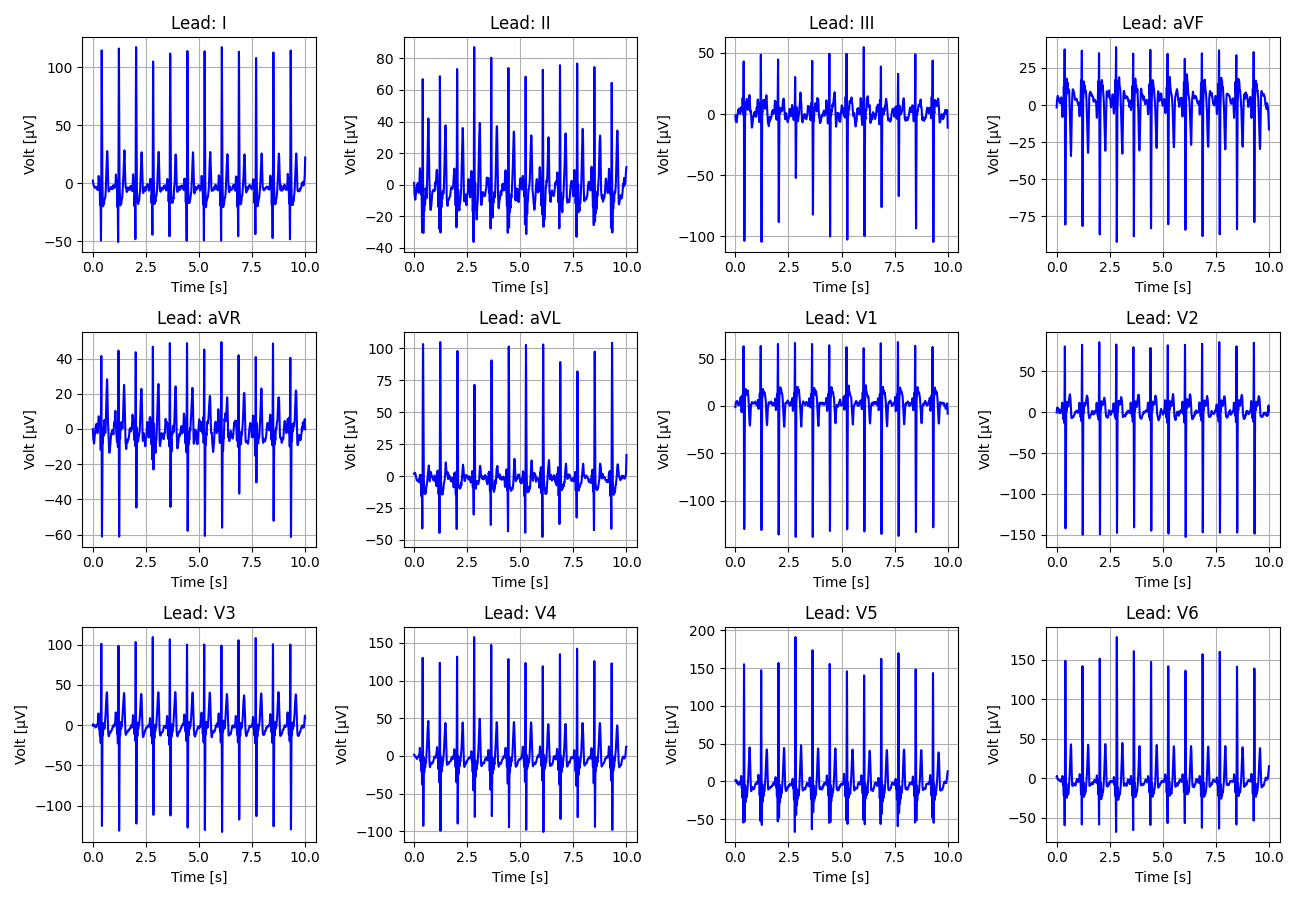 Lead: I
Volt [µV]
100
50
0
−50
0.0 2.5 5.0 7.5 10.0
Time [s]
Lead: II
Volt [µV]
80
60
40
20
0
−20
−40
0.0 2.5 5.0 7.5 10.0
Time [s]
Lead: III
Volt [µV]
50
0
−50
−100
0.0 2.5 5.0 7.5 10.0
Time [s]
Lead: aVF
Volt [µV]
25
0
−25
−50
−75
0.0 2.5 5.0 7.5 10.0
Time [s]
Lead: aVR
Volt [µV]
40
20
0
−20
−40
−60
0.0 2.5 5.0 7.5 10.0
Time [s]
Lead: aVL
Volt [µV]
100
75
50
25
0
−25
−50
0.0 2.5 5.0 7.5 10.0
Time [s]
Lead: V1
Volt [µV]
50
0
−50
−100
0.0 2.5 5.0 7.5 10.0
Time [s]
Lead: V2
Volt [µV]
50
0
−50
−100
−150
0.0 2.5 5.0 7.5 10.0
Time [s]
Lead: V3
Volt [µV]
100
50
0
−50
−100
0.0 2.5 5.0 7.5 10.0
Time [s]
Lead: V4
Volt [µV]
150
100
50
0
−50
−100
0.0 2.5 5.0 7.5 10.0
Time [s]
Lead: V5
Volt [µV]
200
150
100
50
0
−50
0.0 2.5 5.0 7.5 10.0
Time [s]
Lead: V6
Volt [µV]
150
100
50
0
−50
0.0 2.5 5.0 7.5 10.0
Time [s]